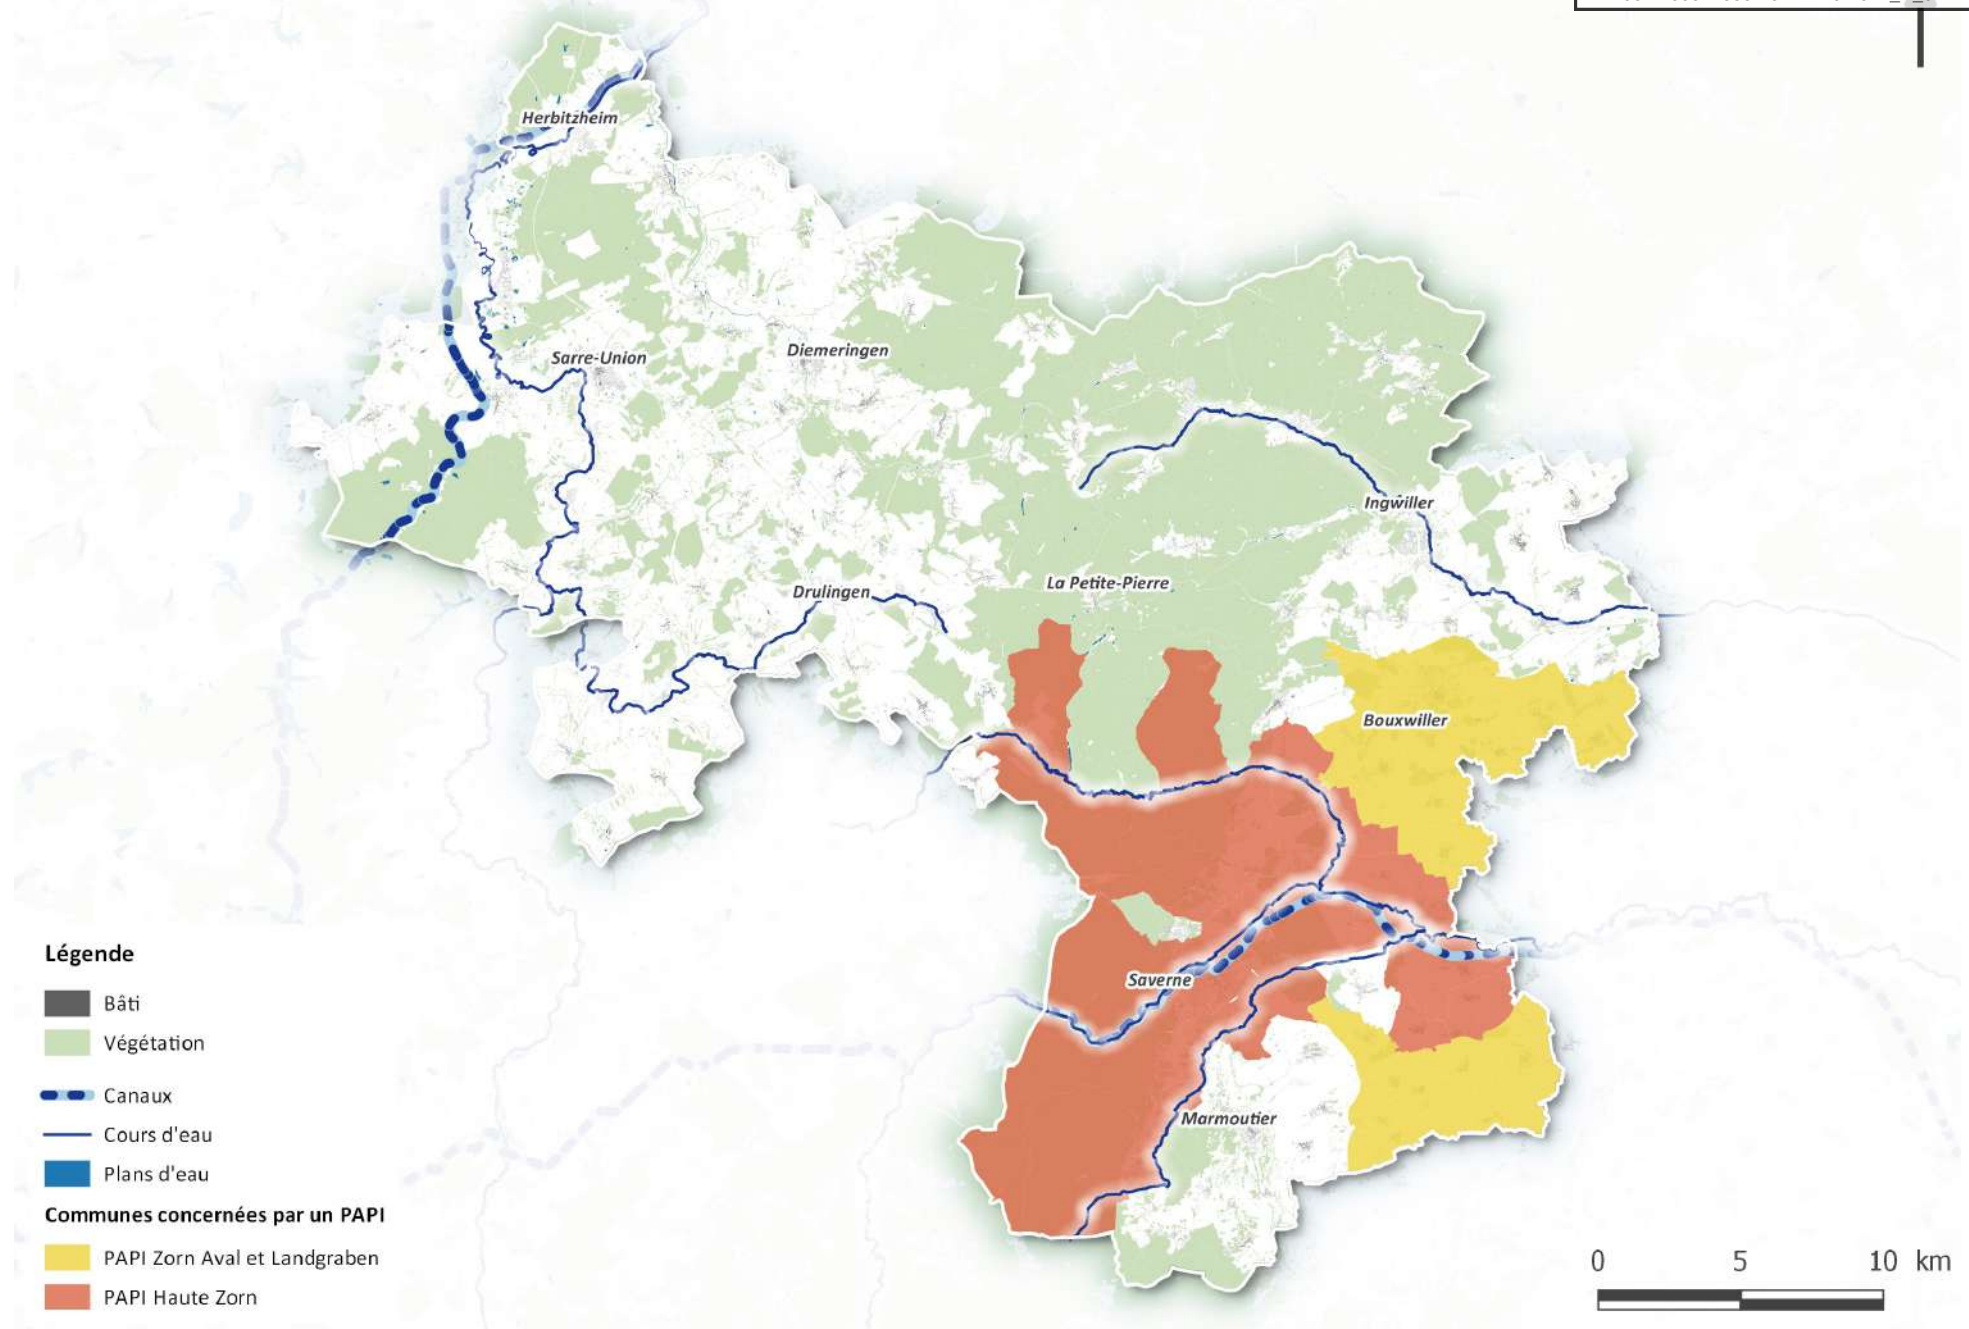 Herbitzheim
Sarre-Union
Diemeringen
Ingwiller
La Petite-Pierre
Drulingen
Bouxwiller
Saverne
Marmoutier
Légende
Bâti
Végétation
Canaux
Cours d'eau
Plans d'eau
Communes concernées par un PAPI
PAPI Zorn Aval et Landgraben
PAPI Haute Zorn
0 5 10 km